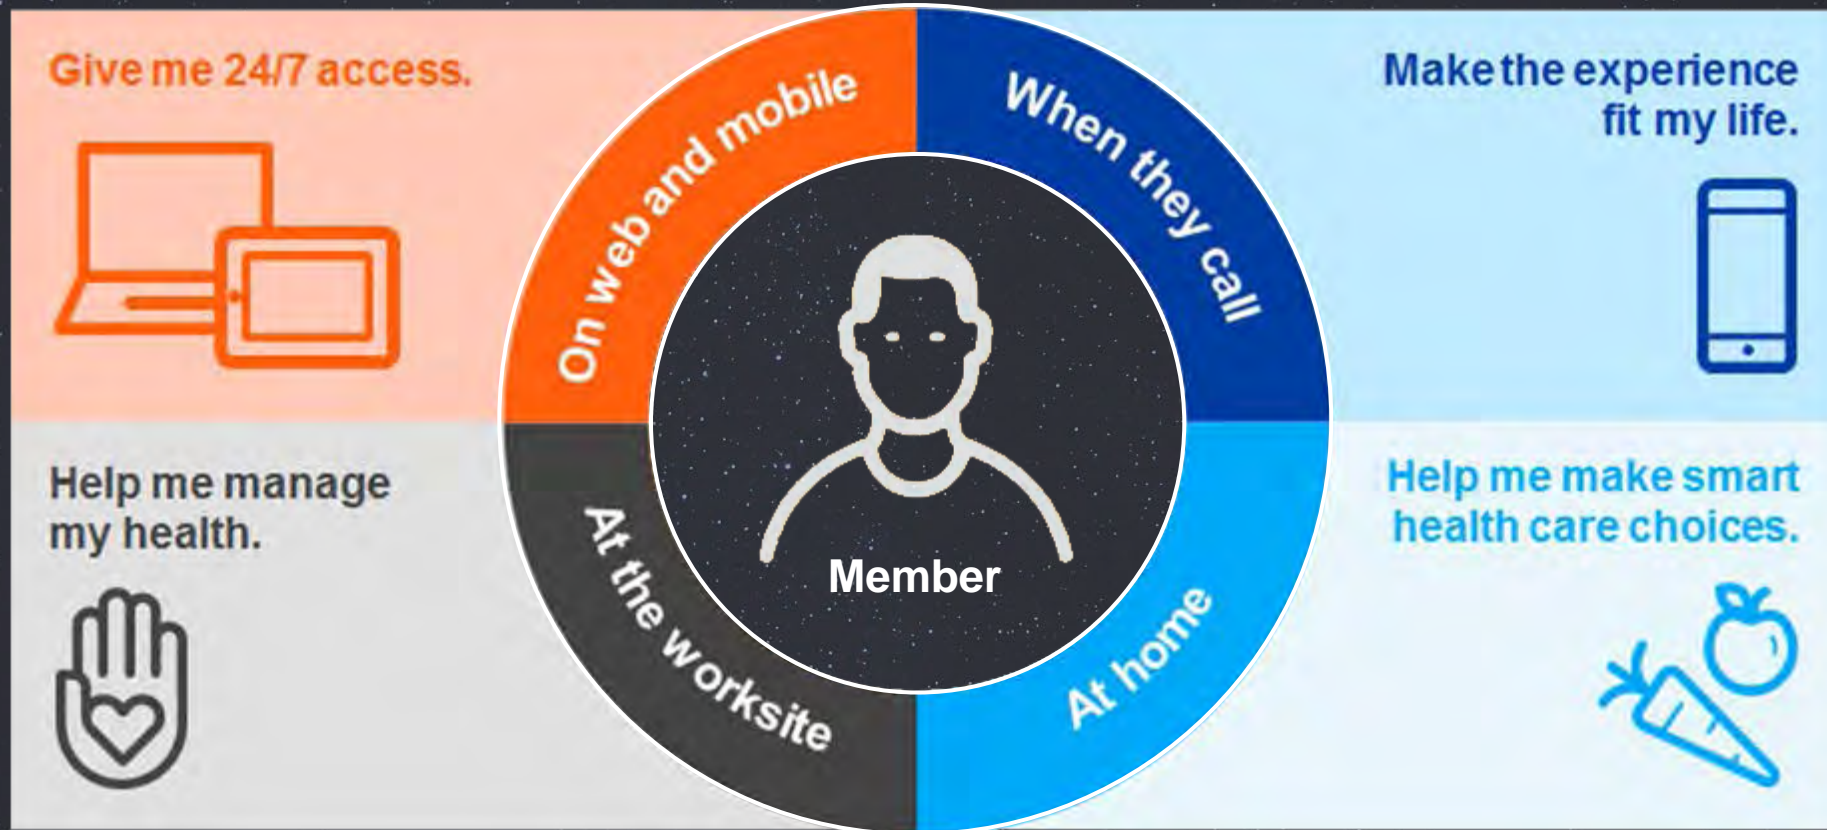 Give me 24/7 access.
On web and mobile
When they call
Make the experience
fit my life.
Member
Help me manage
my health.
At the worksite
At home
Help me make smart
health care choices.